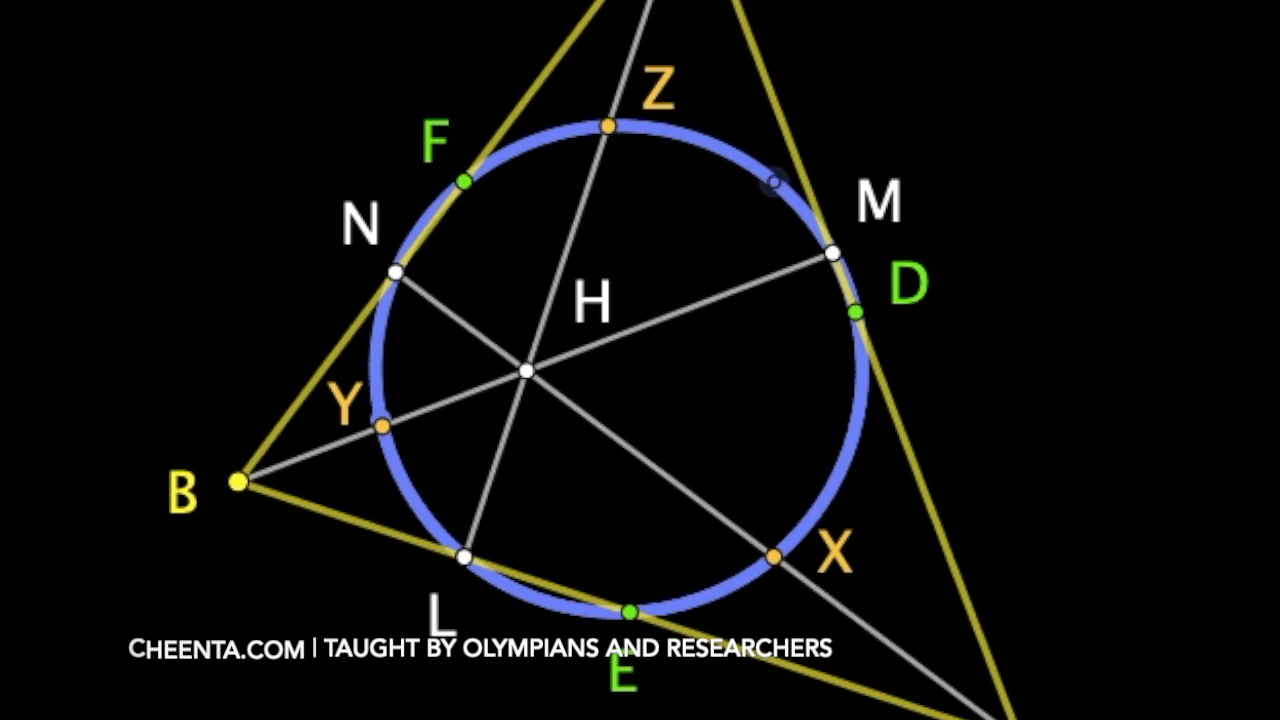 Z
F
M
N
D
H
Y
B
X
L
CHEENTA.COM | TAUGHT BY OLYMPIANS AND RESEARCHERS
E